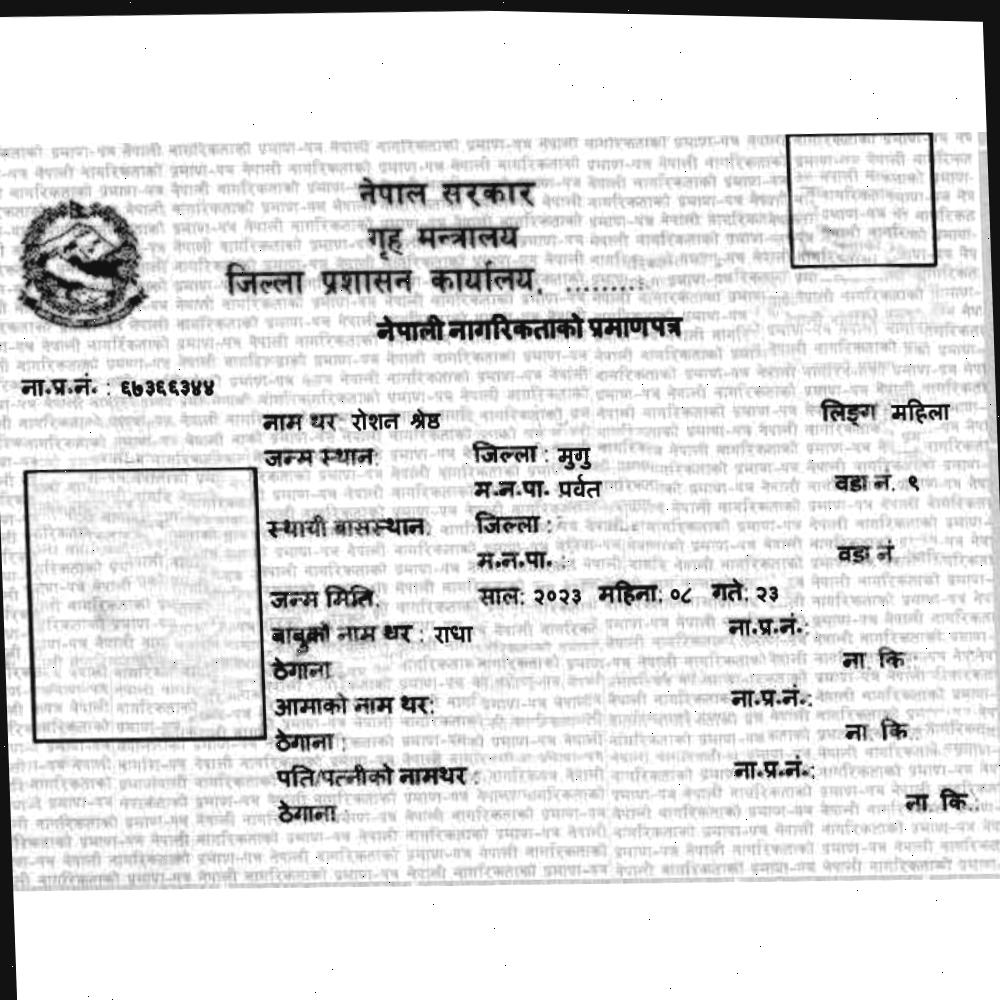 नेपाल सरकार
गृह मन्त्रालय
जिल्ला प्रशासन कार्यालय, .........
नेपाली नागरिकताको प्रमाणपत्र
ना.प्र.नं. : ६७३६६३४४
नाम थर रोशन श्रेष्ठ लिङ्ग महिला
जन्म स्थान: जिल्ला : मुगु
म.न.पा. प्रर्वत वडा नं. ९
स्थायी बासस्थान: जिल्ला :
म.न.पा. : वडा नं.
जन्म मिति: साल: २०२३ महिना: ०८ गते: २३
बाबुको नाम थर : राधा ना.प्र.नं.:
ठेगाना ना. कि.:
आमाको नाम थर: ना.प्र.नं.:
ठेगाना : ना. कि.:
पति/पत्नीको नामथर : ना.प्र.नं.:
ठेगाना : ना. कि.: